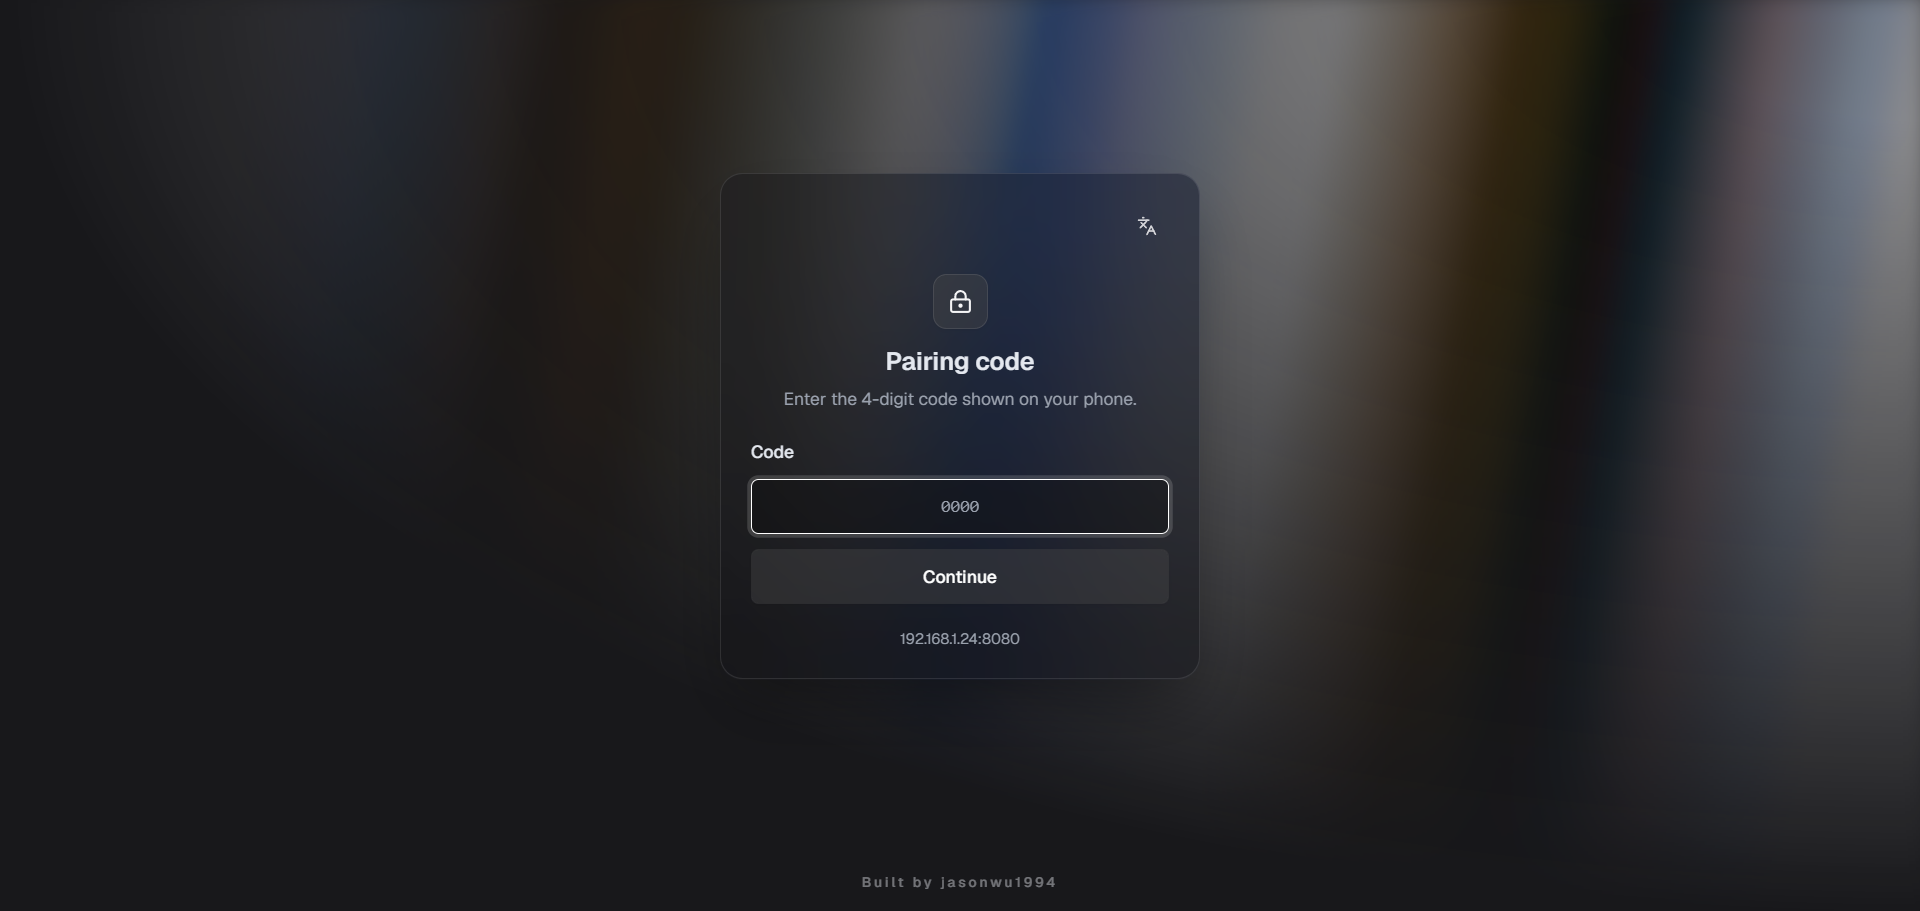 Pairing code
Enter the 4-digit code shown on your phone.
Code
0000
Continue
192.168.1.24:8080
Built by jasonwu1994